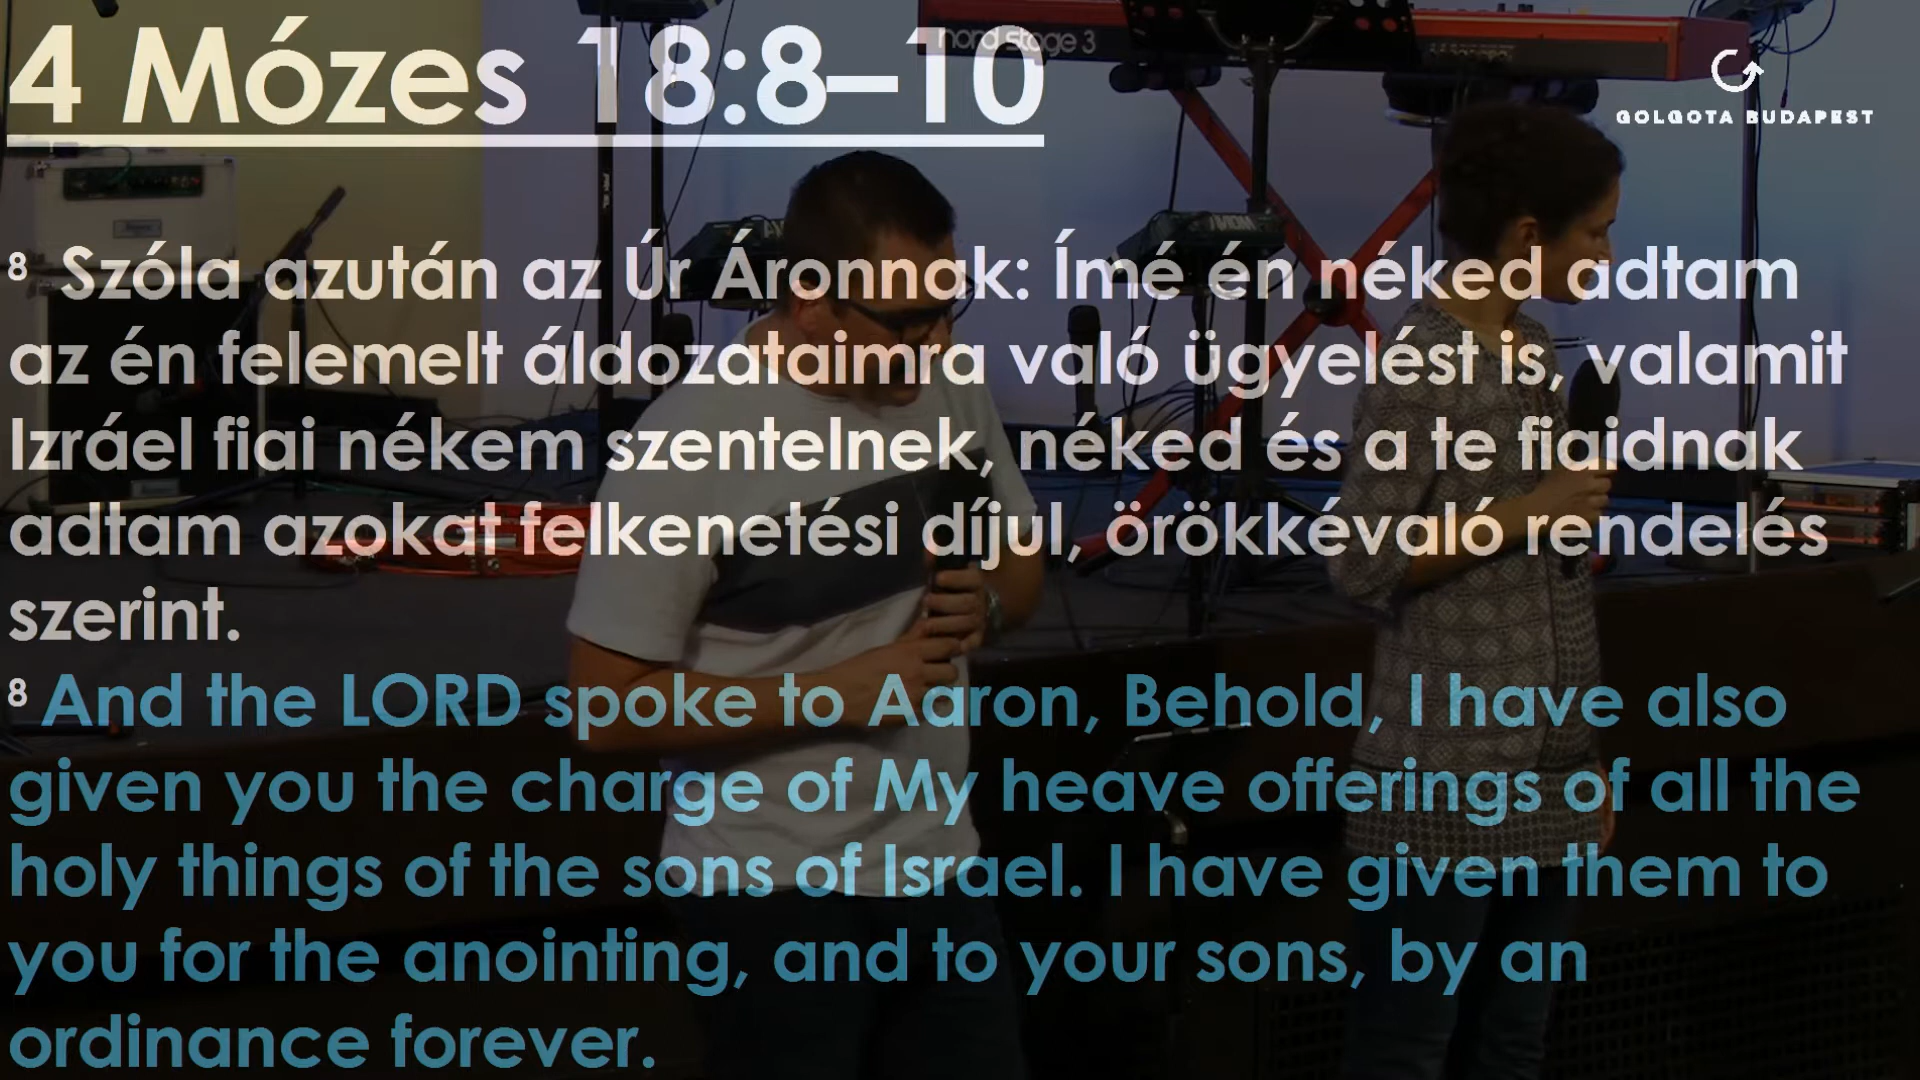 4 Mózes 18:8–10
nord stage 3
GOLGOTA BUDAPEST
8 Szóla azután az Úr Áronnak: Ímé én néked adtam
az én felemelt áldozataimra való ügyelést is, valamit
Izráel fiai nékem szentelnek, néked és a te fiaidnak
adtam azokat felkenetési díjul, örökkévaló rendelés
szerint.
8 And the LORD spoke to Aaron, Behold, I have also
given you the charge of My heave offerings of all the
holy things of the sons of Israel. I have given them to
you for the anointing, and to your sons, by an
ordinance forever.